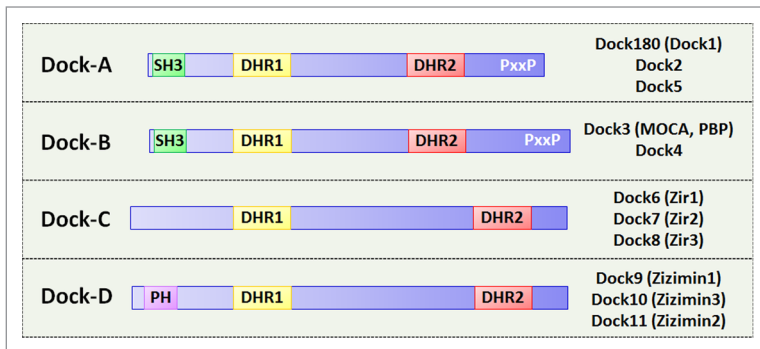 Dock-A
SH3
DHR1
DHR2
PxxP
Dock180 (Dock1)
Dock2
Dock5
Dock-B
SH3
DHR1
DHR2
PxxP
Dock3 (MOCA, PBP)
Dock4
Dock-C
DHR1
DHR2
Dock6 (Zir1)
Dock7 (Zir2)
Dock8 (Zir3)
Dock-D
PH
DHR1
DHR2
Dock9 (Zizimin1)
Dock10 (Zizimin3)
Dock11 (Zizimin2)